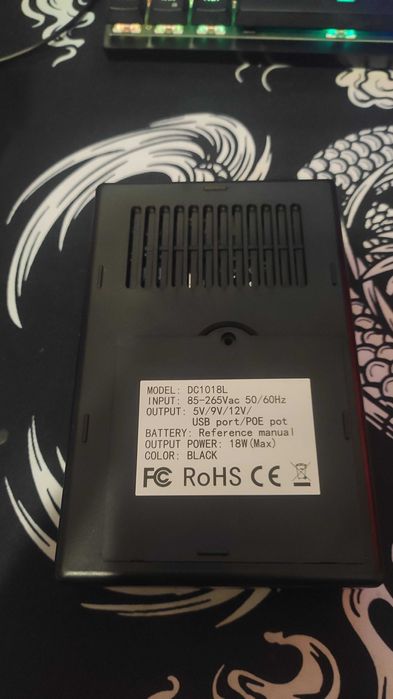 MODEL: DC1018L
INPUT: 85-265Vac 50/60Hz
OUTPUT: 5V/9V/12V/
USB port/POE pot
BATTERY: Reference manual
OUTPUT POWER: 18W(Max)
COLOR: BLACK
FC RoHS CE